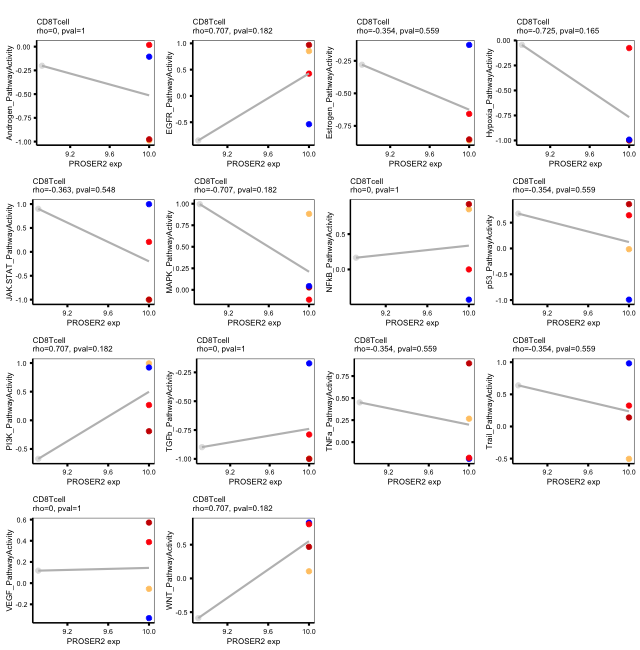 CD8Tcell
rho=0, pval=1
Androgen_PathwayActivity
0.00
-0.25
-0.50
-0.75
-1.00
9.2
9.6
10.0
PROSER2 exp
CD8Tcell
rho=0.707, pval=0.182
EGFR_PathwayActivity
1.0
0.5
0.0
-0.5
9.2
9.6
10.0
PROSER2 exp
CD8Tcell
rho=-0.354, pval=0.559
Estrogen_PathwayActivity
-0.25
-0.50
-0.75
9.2
9.6
10.0
PROSER2 exp
CD8Tcell
rho=-0.725, pval=0.165
Hypoxia_PathwayActivity
0.00
-0.25
-0.50
-0.75
-1.00
9.2
9.6
10.0
PROSER2 exp
CD8Tcell
rho=-0.363, pval=0.548
JAK.STAT_PathwayActivity
1.0
0.5
0.0
-0.5
-1.0
9.2
9.6
10.0
PROSER2 exp
CD8Tcell
rho=-0.707, pval=0.182
MAPK_PathwayActivity
1.00
0.75
0.50
0.25
0.00
9.2
9.6
10.0
PROSER2 exp
CD8Tcell
rho=0, pval=1
NFkB_PathwayActivity
0.5
0.0
9.2
9.6
10.0
PROSER2 exp
CD8Tcell
rho=-0.354, pval=0.559
p53_PathwayActivity
0.5
0.0
-0.5
-1.0
9.2
9.6
10.0
PROSER2 exp
CD8Tcell
rho=0.707, pval=0.182
PI3K_PathwayActivity
1.0
0.5
0.0
-0.5
9.2
9.6
10.0
PROSER2 exp
CD8Tcell
rho=0, pval=1
TGFb_PathwayActivity
-0.25
-0.50
-0.75
-1.00
9.2
9.6
10.0
PROSER2 exp
CD8Tcell
rho=-0.354, pval=0.559
TNFa_PathwayActivity
0.75
0.50
0.25
0.00
9.2
9.6
10.0
PROSER2 exp
CD8Tcell
rho=-0.354, pval=0.559
Trail_PathwayActivity
1.0
0.5
0.0
-0.5
9.2
9.6
10.0
PROSER2 exp
CD8Tcell
rho=0, pval=1
VEGF_PathwayActivity
0.6
0.4
0.2
0.0
-0.2
9.2
9.6
10.0
PROSER2 exp
CD8Tcell
rho=0.707, pval=0.182
WNT_PathwayActivity
0.5
0.0
-0.5
9.2
9.6
10.0
PROSER2 exp